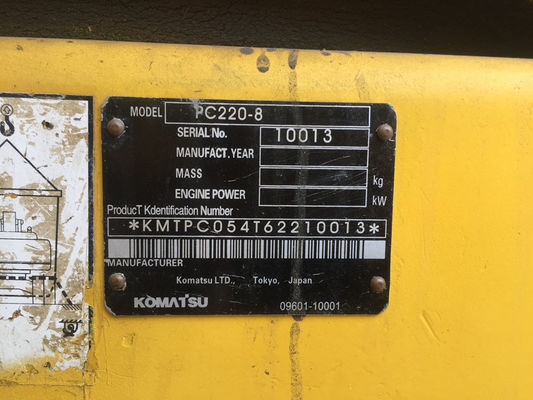 MODEL PC220-8
SERIAL No. 10013
MANUFACT. YEAR
MASS kg
ENGINE POWER kW
ProducT Kdentification Number
*KMTPC054T62210013*
MANUFACTURER
Komatsu LTD., Tokyo, Japan
KOMATSU 09601-10001